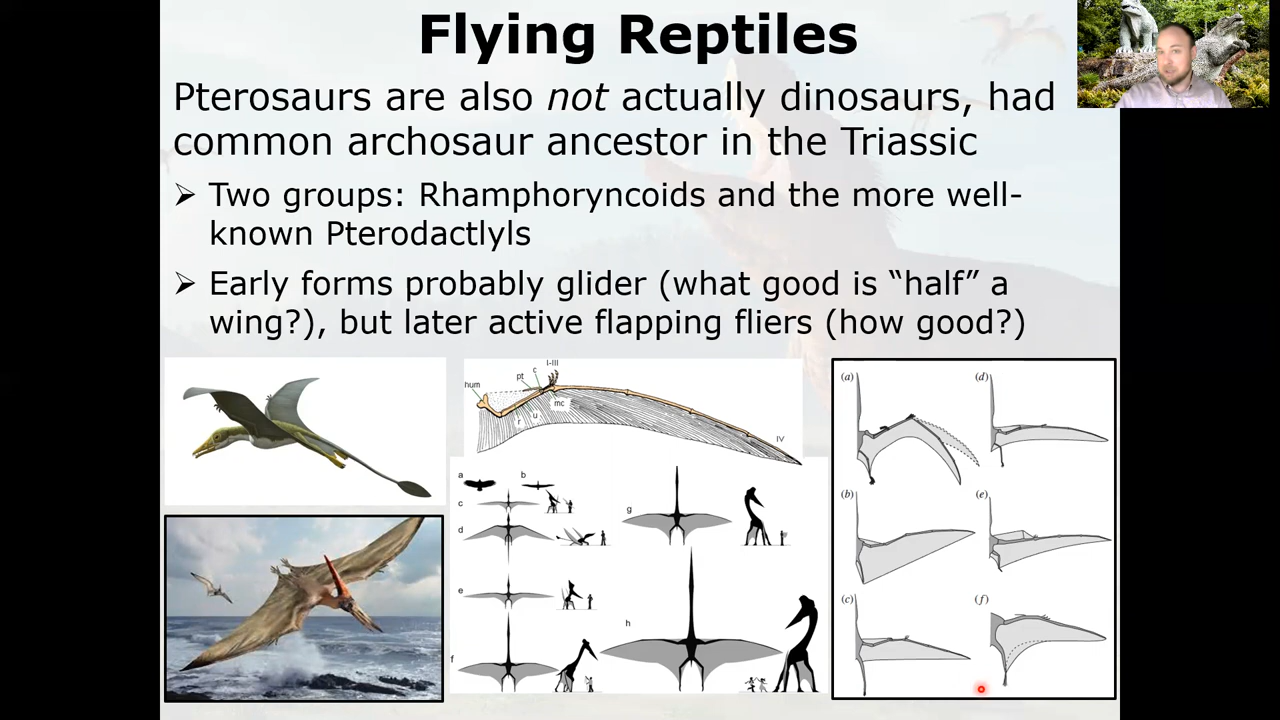 Flying Reptiles
Pterosaurs are also not actually dinosaurs, had
common archosaur ancestor in the Triassic
➢ Two groups: Rhamphoryncoids and the more well-
known Pterodactlyls
➢ Early forms probably glider (what good is “half” a
wing?), but later active flapping fliers (how good?)
I-III
c
pt
hum
mc
u
r
IV
a
b
c
d
e
f
g
h
(a)
(d)
(b)
(e)
(c)
(f)